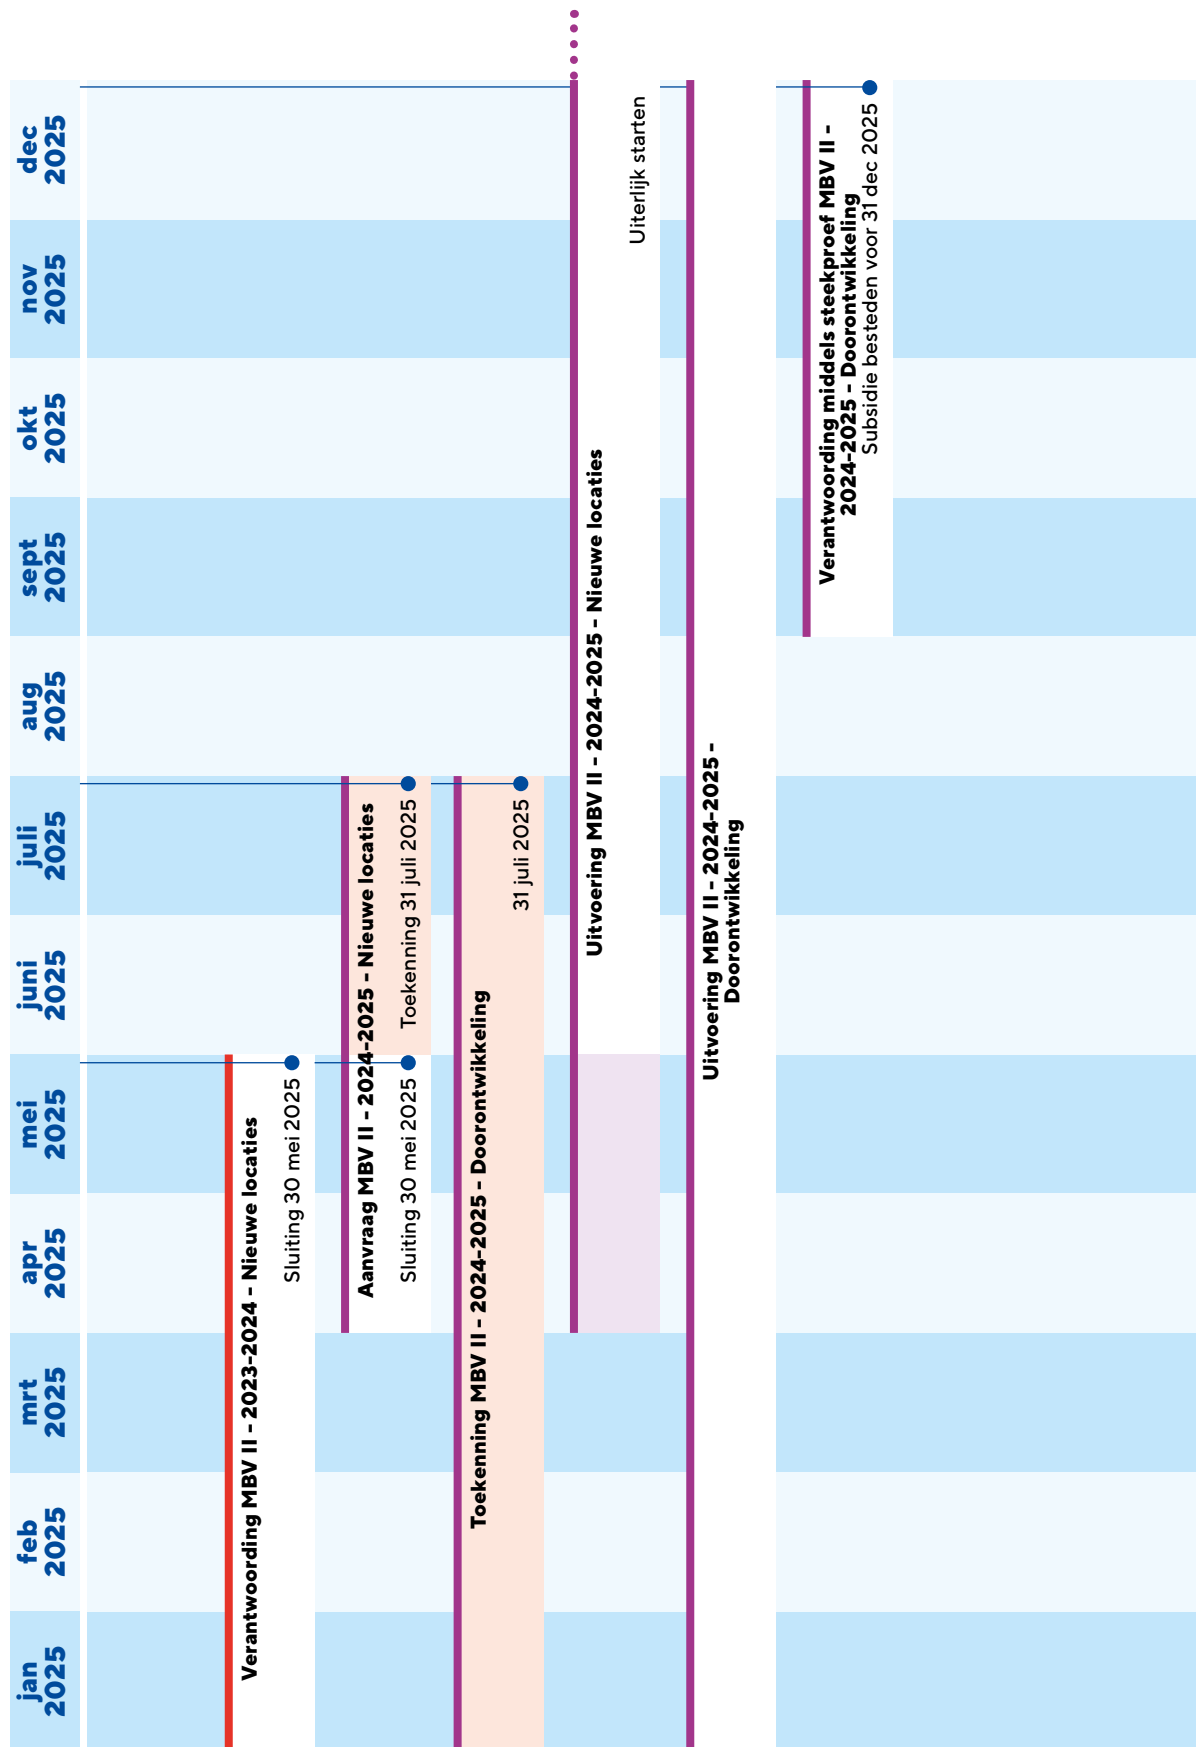 jan
2025
feb
2025
mrt
2025
apr
2025
mei
2025
juni
2025
juli
2025
aug
2025
sept
2025
okt
2025
nov
2025
dec
2025
Verantwoording MBV II - 2023-2024 - Nieuwe locaties
Sluiting 30 mei 2025
Aanvraag MBV II - 2024-2025 - Nieuwe locaties
Sluiting 30 mei 2025
Toekenning 31 juli 2025
Toekenning MBV II - 2024-2025 - Doorontwikkeling
31 juli 2025
Uitvoering MBV II - 2024-2025 - Nieuwe locaties
Uiterlijk starten
Uitvoering MBV II - 2024-2025 -
Doorontwikkeling
Verantwoording middels steekproef MBV II -
2024-2025 - Doorontwikkeling
Subsidie besteden voor 31 dec 2025